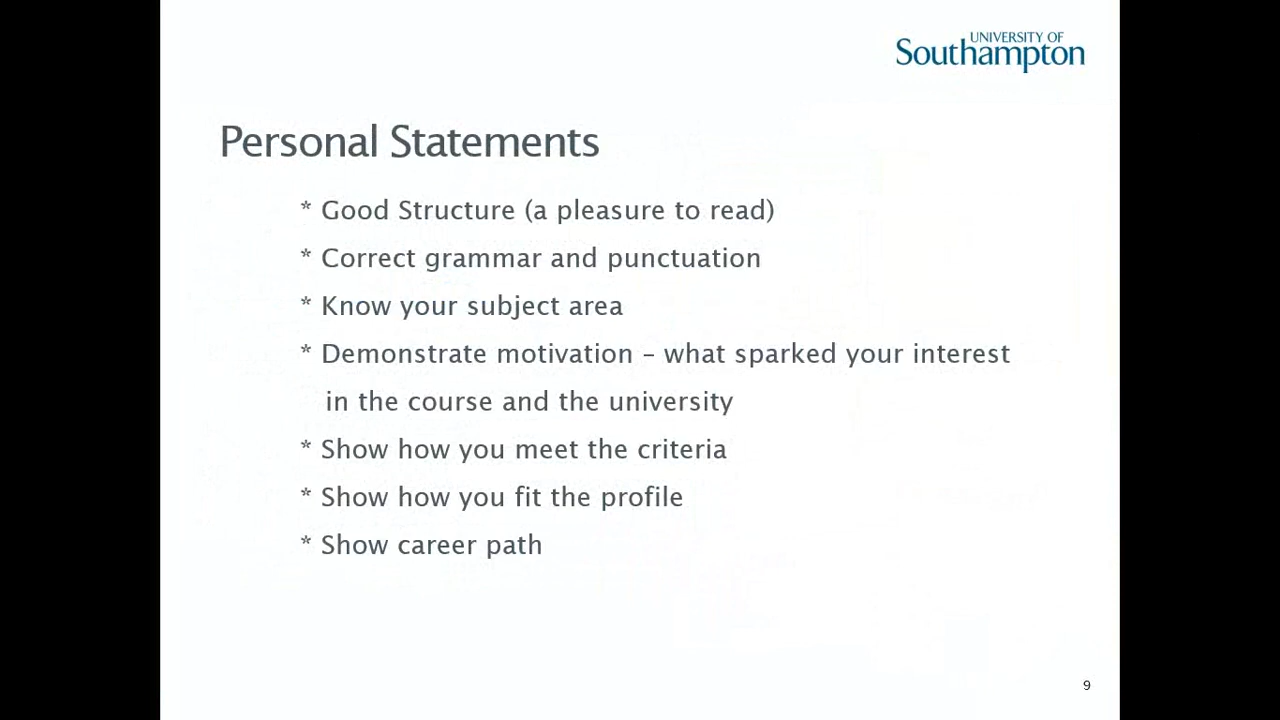 UNIVERSITY OF
Southampton
Personal Statements
* Good Structure (a pleasure to read)
* Correct grammar and punctuation
* Know your subject area
* Demonstrate motivation – what sparked your interest
in the course and the university
* Show how you meet the criteria
* Show how you fit the profile
* Show career path
9